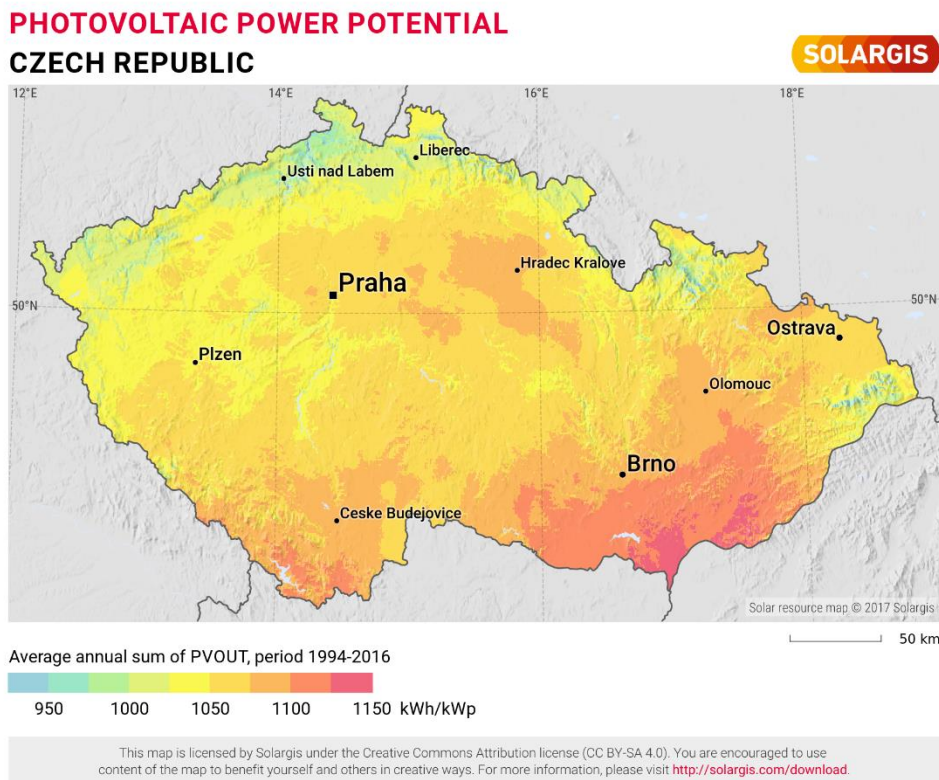 PHOTOVOLTAIC POWER POTENTIAL
CZECH REPUBLIC
SOLARGIS
12°E 14°E 16°E 18°E
Liberec
Usti nad Labem
Hradec Kralove
Praha
50°N 50°N
Ostrava
Plzen
Olomouc
Brno
Ceske Budejovice
Solar resource map © 2017 Solargis
50 km
Average annual sum of PVOUT, period 1994-2016
950 1000 1050 1100 1150 kWh/kWp
This map is licensed by Solargis under the Creative Commons Attribution license (CC BY-SA 4.0). You are encouraged to use
content of the map to benefit yourself and others in creative ways. For more information, please visit http://solargis.com/download.